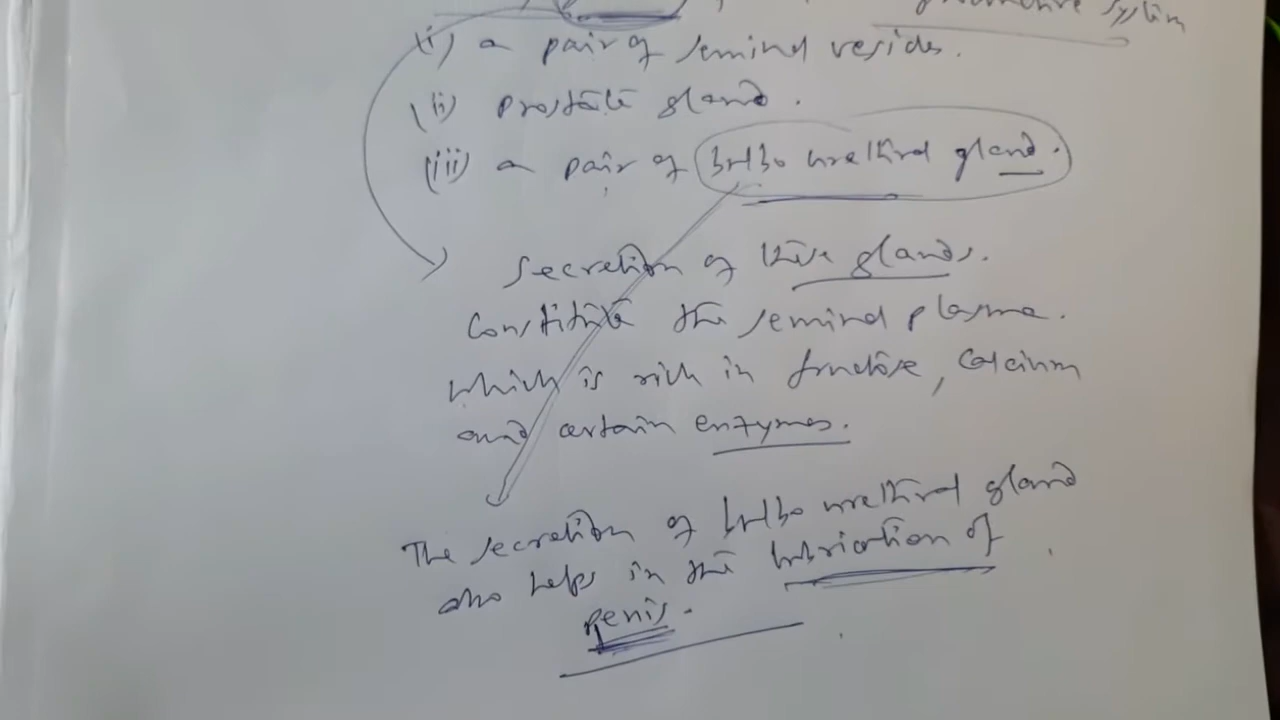 system
(i) a pair of seminal vesides.
(ii) prostate gland.
(iii) a pair of bulbo urethral gland.
Secretion of these glands.
Constitute the seminal plasma.
which is rich in fructose, Calcium
and certain enzymes.
The secretion of bulbo urethral gland
also helps in the lubrication of
penis.